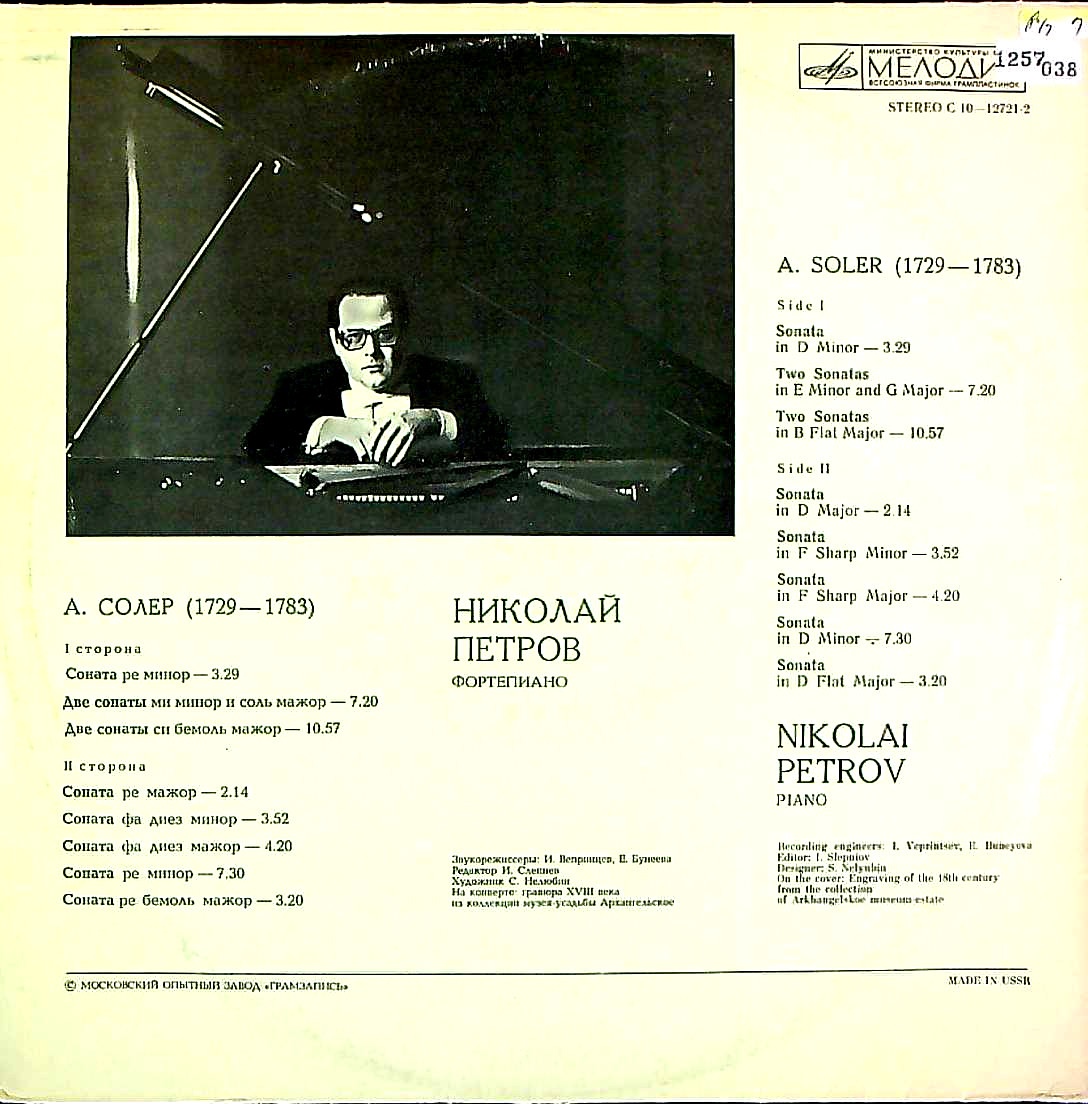 МИНИСТЕРСТВО КУЛЬТУРЫ
МЕЛОДИ
ВСЕСОЮЗНАЯ ФИРМА ГРАМПЛАСТИНОК
1257
038
STEREO С 10—12721-2
A. SOLER (1729—1783)
Side I
Sonata
in D Minor — 3.29
Two Sonatas
in E Minor and G Major — 7.20
Two Sonatas
in B Flat Major — 10.57
Side II
Sonata
in D Major — 2.14
Sonata
in F Sharp Minor — 3.52
Sonata
in F Sharp Major — 4.20
Sonata
in D Minor — 7.30
Sonata
in D Flat Major — 3.20
NIKOLAI
PETROV
PIANO
Recording engineers: I. Veprintsev, E. Buneyeva
Editor: I. Slepniov
Designer: S. Nelyubin
On the cover: Engraving of the 18th century
from the collection
of Arkhangelskoe museum-estate
А. СОЛЕР (1729—1783)
I сторона
Соната ре минор — 3.29
Две сонаты ми минор и соль мажор — 7.20
Две сонаты си бемоль мажор — 10.57
II сторона
Соната ре мажор — 2.14
Соната фа диез минор — 3.52
Соната фа диез мажор — 4.20
Соната ре минор — 7.30
Соната ре бемоль мажор — 3.20
НИКОЛАЙ
ПЕТРОВ
ФОРТЕПИАНО
Звукорежиссеры: И. Вепринцев, Е. Бунеева
Редактор И. Слепнев
Художник С. Нелюбин
На конверте: гравюра XVIII века
из коллекции музея-усадьбы Архангельское
© МОСКОВСКИЙ ОПЫТНЫЙ ЗАВОД «ГРАМЗАПИСЬ»
MADE IN USSR